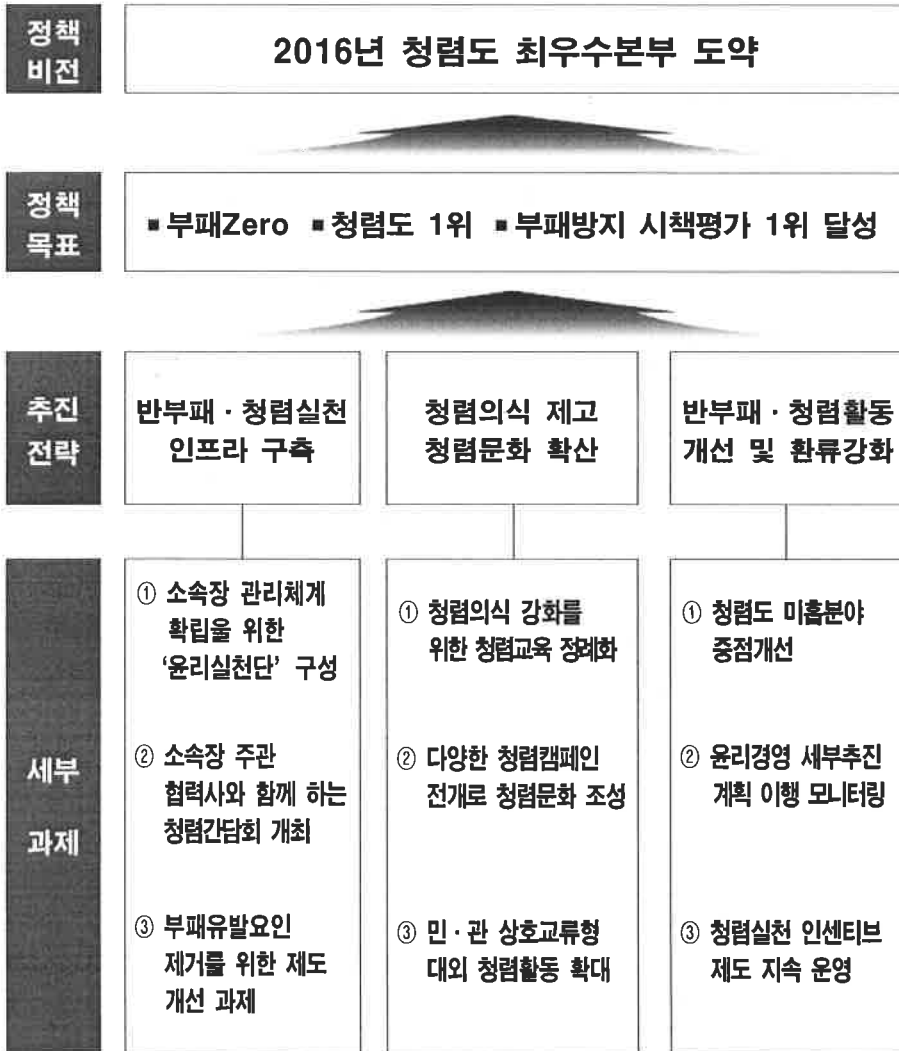 정책
비전
2016년 청렴도 최우수본부 도약
정책
목표
▪부패Zero ▪청렴도 1위 ▪부패방지 시책평가 1위 달성
추진
전략
반부패 · 청렴실천
인프라 구축
청렴의식 제고
청렴문화 확산
반부패 · 청렴활동
개선 및 환류강화
세부
과제
① 소속장 관리체계
확립을 위한
‘윤리실천단’ 구성
② 소속장 주관
협력사와 함께 하는
청렴간담회 개최
③ 부패유발요인
제거를 위한 제도
개선 과제
① 청렴의식 강화를
위한 청렴교육 정례화
② 다양한 청렴캠페인
전개로 청렴문화 조성
③ 민 · 관 상호교류형
대외 청렴활동 확대
① 청렴도 미흡분야
중점개선
② 윤리경영 세부추진
계획 이행 모니터링
③ 청렴실천 인센티브
제도 지속 운영